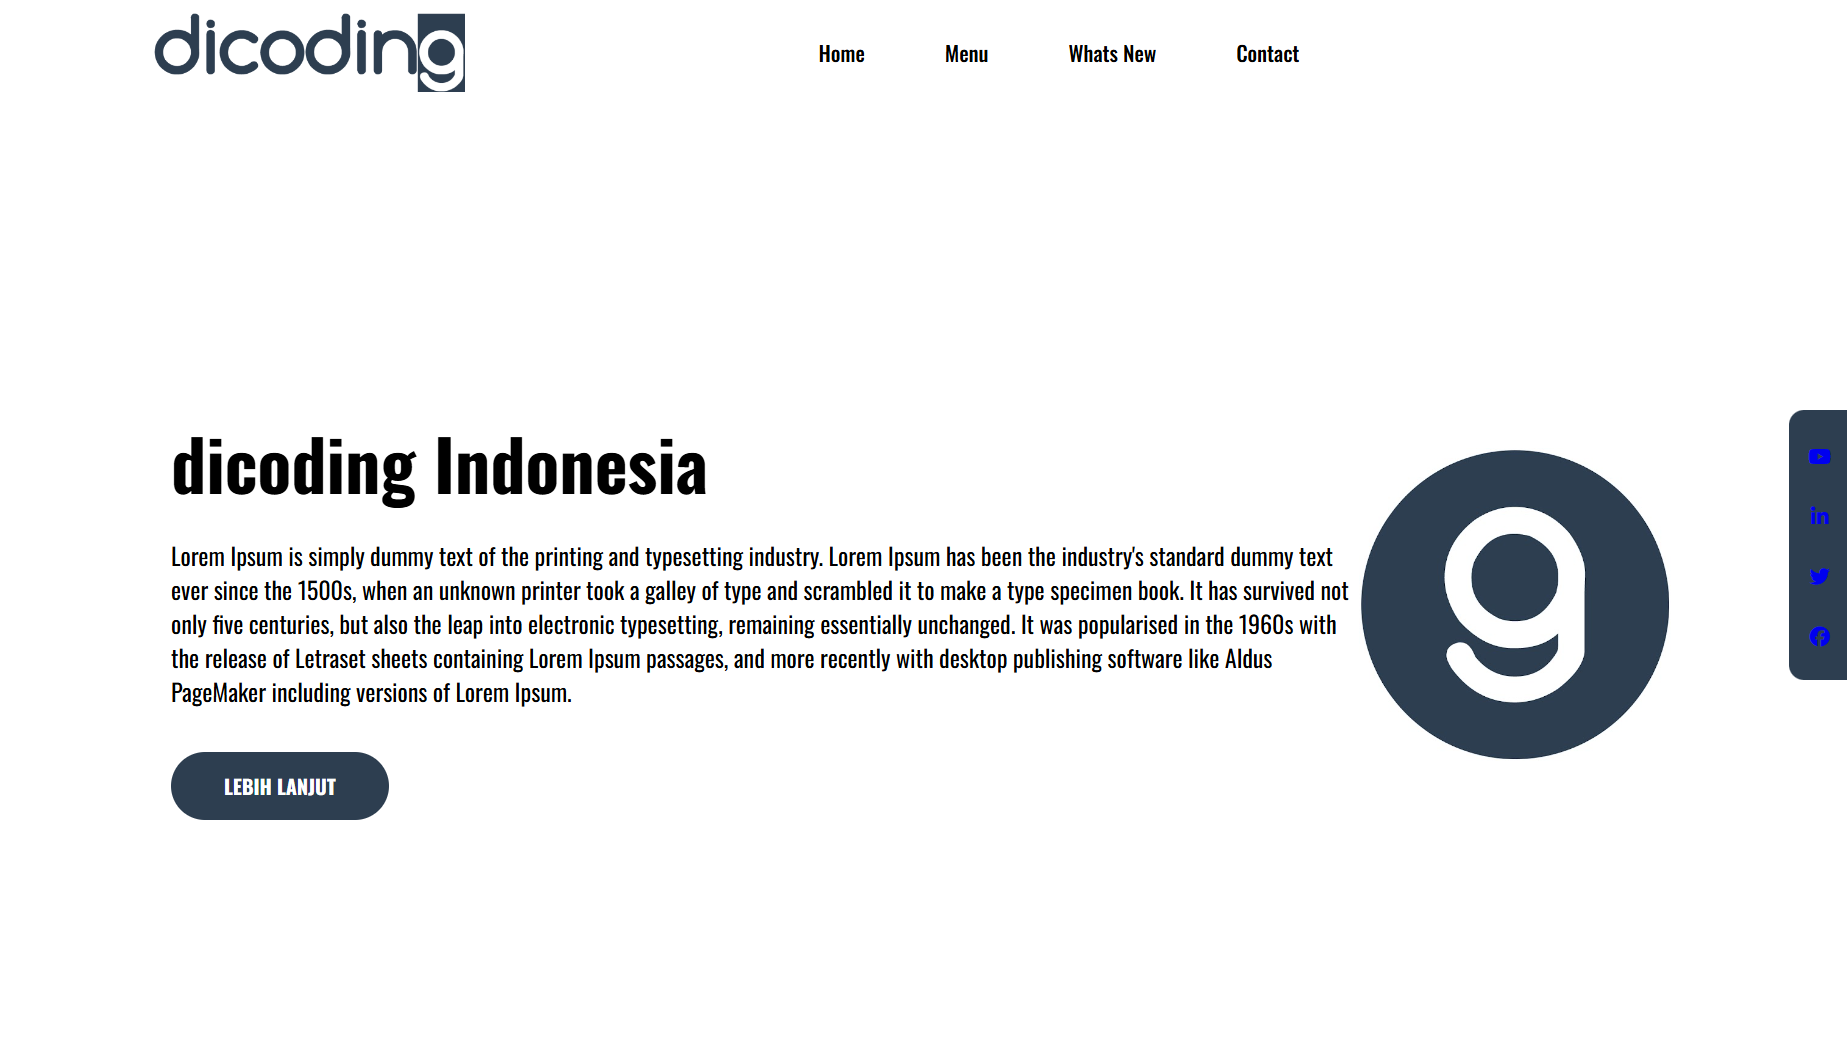 dicoding
Home Menu Whats New Contact
dicoding Indonesia
Lorem Ipsum is simply dummy text of the printing and typesetting industry. Lorem Ipsum has been the industry's standard dummy text
ever since the 1500s, when an unknown printer took a galley of type and scrambled it to make a type specimen book. It has survived not
only five centuries, but also the leap into electronic typesetting, remaining essentially unchanged. It was popularised in the 1960s with
the release of Letraset sheets containing Lorem Ipsum passages, and more recently with desktop publishing software like Aldus
PageMaker including versions of Lorem Ipsum.
g
in
LEBIH LANJUT